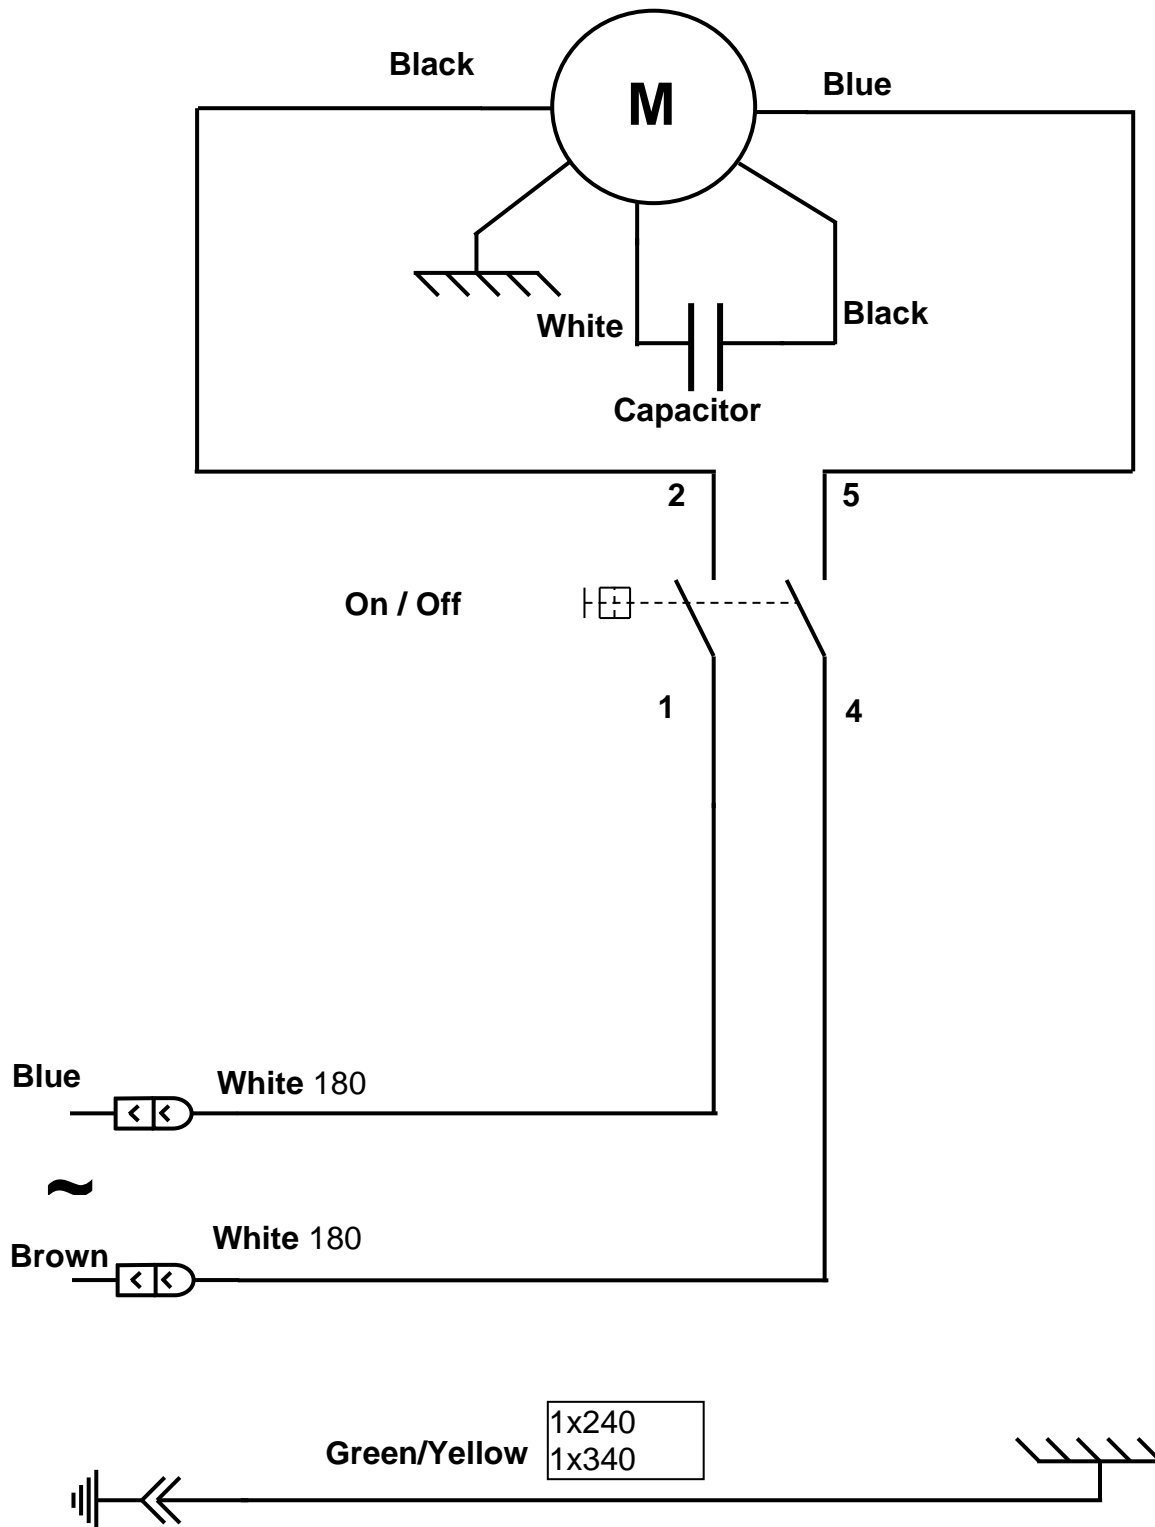 Black
M
Blue
White
Black
Capacitor
2
5
On / Off
1
4
Blue
White 180
~
Brown
White 180
Green/Yellow
1x240
1x340